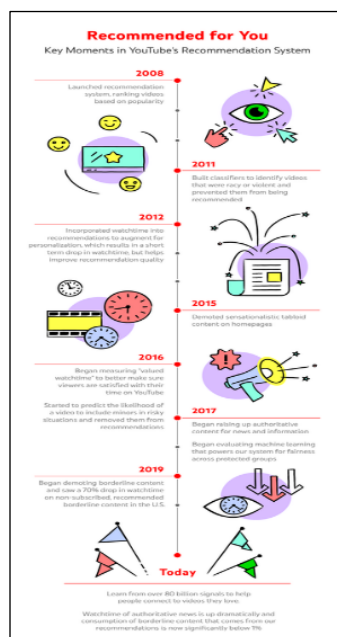 Recommended for You
Key Moments in YouTube's Recommendation System
2008
Launched recommendation
system, ranking videos
based on popularity
2011
Built classifiers to identify videos
that were racy or violent and
prevented them from being
recommended
2012
Incorporated watchtime into
recommendations to augment for
personalization, which results in a short
term drop in watchtime, but helps
improve recommendation quality
2015
Demoted sensationalistic tabloid
content on homepages
2016
Began measuring "valued
watchtime" to better make sure
viewers are satisfied with their
time on YouTube
Started to predict the likelihood of
a video to include minors in risky
situations and removed them from
recommendations
2017
Began raising up authoritative
content for news and information
Began evaluating machine learning
that powers our system for fairness
across protected groups
2019
Began demoting borderline content
and saw a 70% drop in watchtime
on non-subscribed, recommended
borderline content in the U.S.
Today
Learn from over 80 billion signals to help
people connect to videos they love.
Watchtime of authoritative news is up dramatically and
consumption of borderline content that comes from our
recommendations is now significantly below 1%